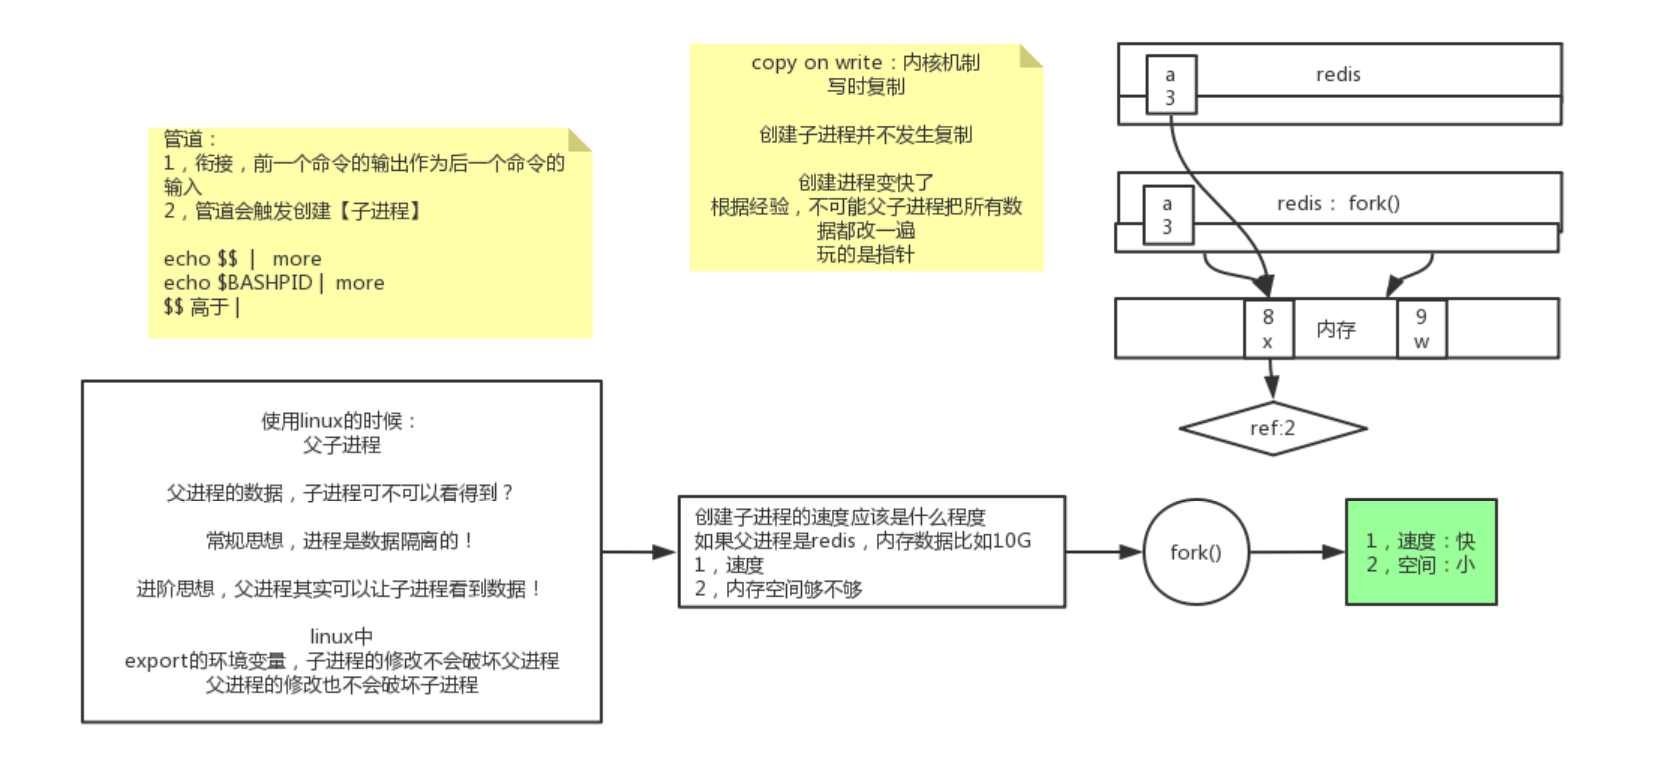 管道：
1，衔接，前一个命令的输出作为后一个命令的
输入
2，管道会触发创建【子进程】
echo $$ | more
echo $BASHPID | more
$$ 高于 |
copy on write：内核机制
写时复制
创建子进程并不发生复制
创建进程变快了
根据经验，不可能父子进程把所有数
据都改一遍
玩的是指针
a
3
redis
a
3
redis： fork()
8
x
内存
9
w
ref:2
使用linux的时候：
父子进程
父进程的数据，子进程可不可以看得到？
常规思想，进程是数据隔离的！
进阶思想，父进程其实可以让子进程看到数据！
linux中
export的环境变量，子进程的修改不会破坏父进程
父进程的修改也不会破坏子进程
创建子进程的速度应该是什么程度
如果父进程是redis，内存数据比如10G
1，速度
2，内存空间够不够
fork()
1，速度：快
2，空间：小